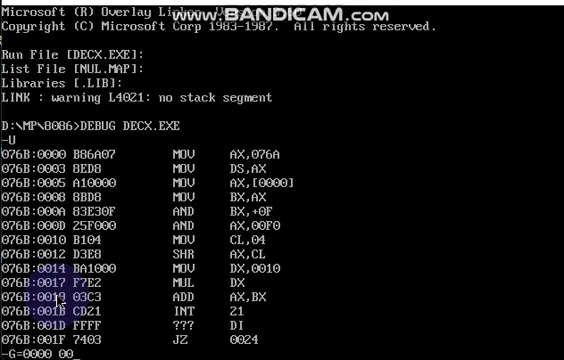 Microsoft (R) Overlay Linker
www.BANDICAM.com
Copyright (C) Microsoft Corp 1983-1987. All rights reserved.
Run File [DECX.EXE]:
List File [NUL.MAP]:
Libraries [.LIB]:
LINK : warning L4021: no stack segment
D:\MP\8086>DEBUG DECX.EXE
-U
076B:0000 B86A07 MOV AX,076A
076B:0003 8ED8 MOV DS,AX
076B:0005 A10000 MOV AX,[0000]
076B:0008 8BD8 MOV BX,AX
076B:000A 83E30F AND BX,+0F
076B:000D 25F000 AND AX,00F0
076B:0010 B104 MOV CL,04
076B:0012 D3E8 SHR AX,CL
076B:0014 BA1000 MOV DX,0010
076B:0017 F7E2 MUL DX
076B:0019 03C3 ADD AX,BX
076B:001B CD21 INT 21
076B:001D FFFF ??? DI
076B:001F 7403 JZ 0024
-G=0000 00_